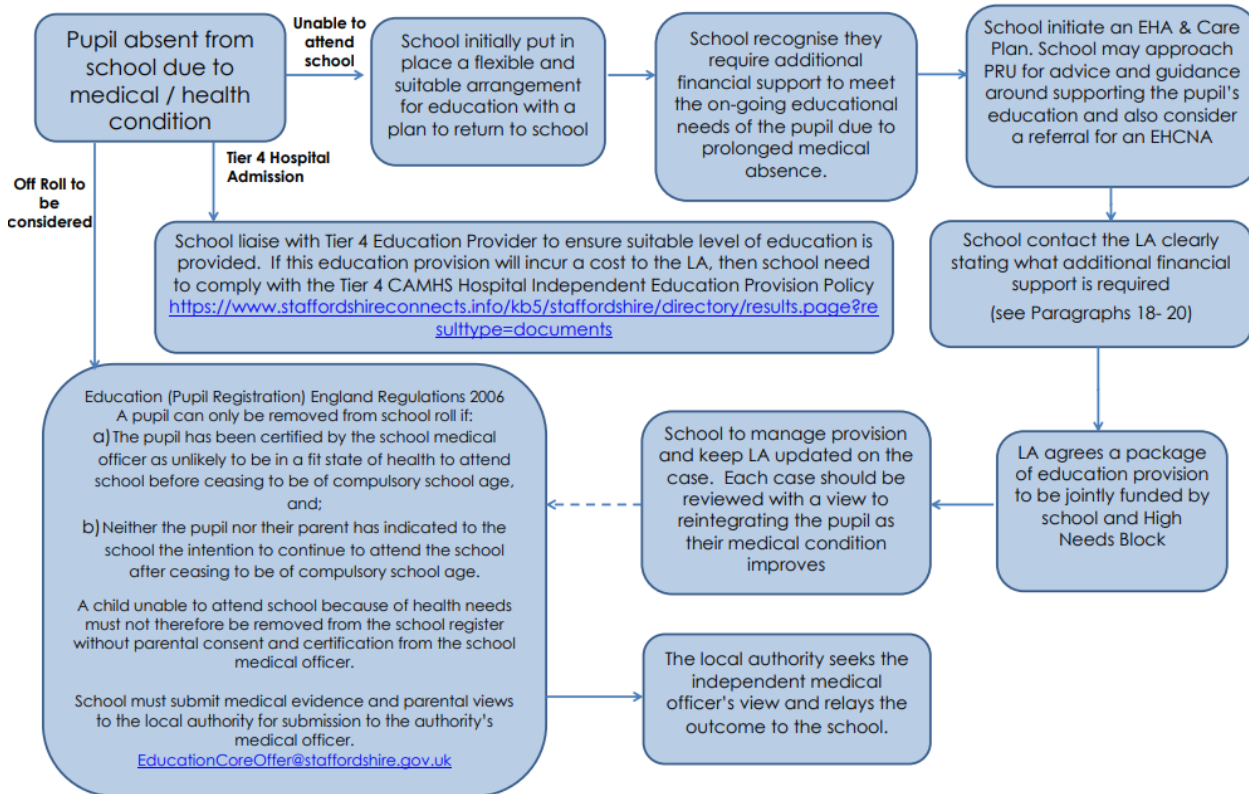 Pupil absent from
school due to
medical / health
condition
Unable to
attend
school
School initially put in
place a flexible and
suitable arrangement
for education with a
plan to return to school
School recognise they
require additional
financial support to meet
the on-going educational
needs of the pupil due to
prolonged medical
absence.
School initiate an EHA & Care
Plan. School may approach
PRU for advice and guidance
around supporting the pupil's
education and also consider
a referral for an EHCNA
Off Roll to
be
considered
Tier 4 Hospital
Admission
School liaise with Tier 4 Education Provider to ensure suitable level of education is
provided. If this education provision will incur a cost to the LA, then school need
to comply with the Tier 4 CAMHS Hospital Independent Education Provision Policy
https://www.staffordshireconnects.info/kb5/staffordshire/directory/results.page?re
sulttype=documents
School contact the LA clearly
stating what additional financial
support is required
(see Paragraphs 18- 20)
LA agrees a package
of education provision
to be jointly funded by
school and High
Needs Block
School to manage provision
and keep LA updated on the
case. Each case should be
reviewed with a view to
reintegrating the pupil as
their medical condition
improves
Education (Pupil Registration) England Regulations 2006
A pupil can only be removed from school roll if:
a) The pupil has been certified by the school medical
officer as unlikely to be in a fit state of health to attend
school before ceasing to be of compulsory school age,
and;
b) Neither the pupil nor their parent has indicated to the
school the intention to continue to attend the school
after ceasing to be of compulsory school age.
A child unable to attend school because of health needs
must not therefore be removed from the school register
without parental consent and certification from the school
medical officer.
School must submit medical evidence and parental views
to the local authority for submission to the authority's
medical officer.
EducationCoreOffer@staffordshire.gov.uk
The local authority seeks the
independent medical
officer's view and relays the
outcome to the school.